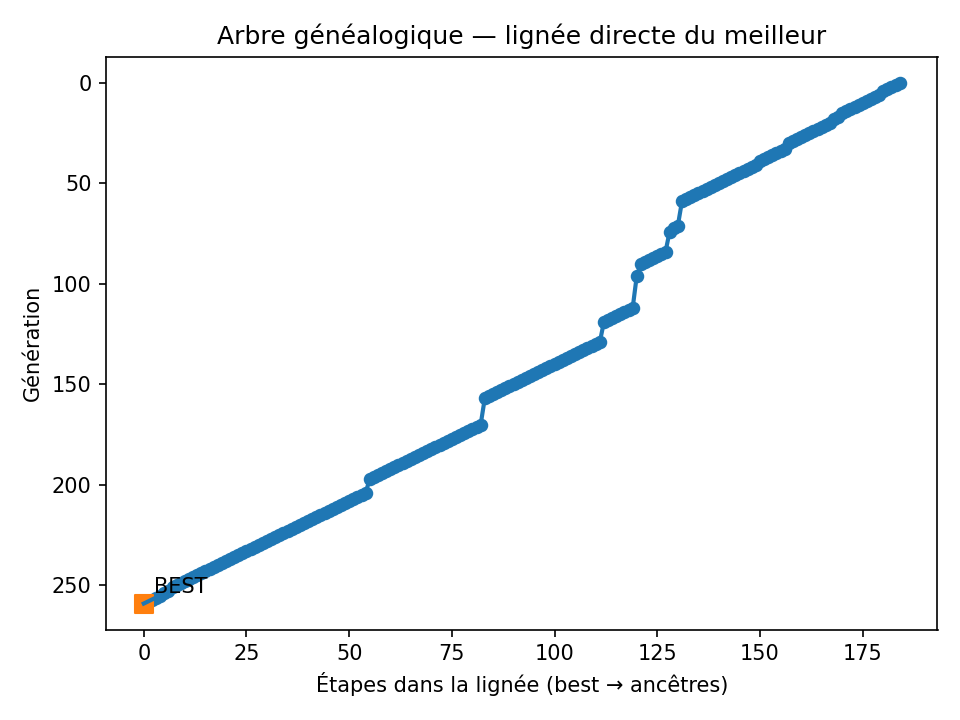 Arbre généalogique — lignée directe du meilleur
Génération
0
50
100
150
200
250
BEST
0 25 50 75 100 125 150 175
Étapes dans la lignée (best → ancêtres)